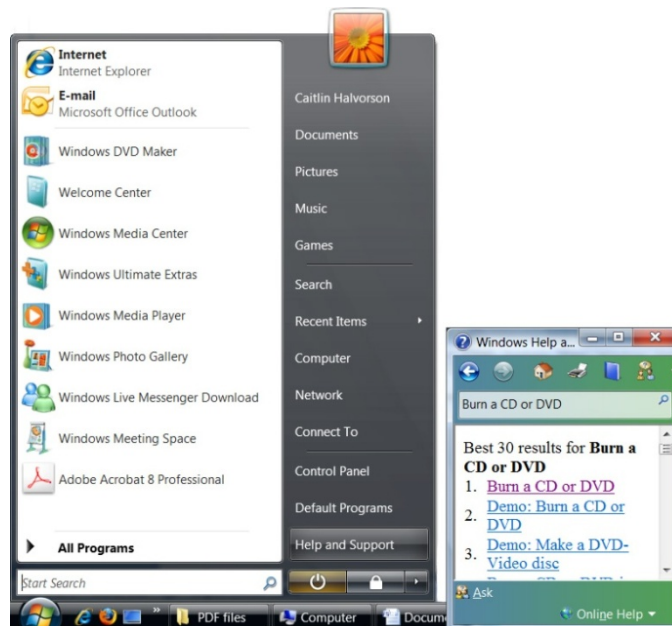 Internet
Internet Explorer
E-mail
Microsoft Office Outlook
Windows DVD Maker
Welcome Center
Windows Media Center
Windows Ultimate Extras
Windows Media Player
Windows Photo Gallery
Windows Live Messenger Download
Windows Meeting Space
Adobe Acrobat 8 Professional
All Programs
Start Search
Caitlin Halvorson
Documents
Pictures
Music
Games
Search
Recent Items
Computer
Network
Connect To
Control Panel
Default Programs
Help and Support
PDF files
Computer
Docum
Windows Help a...
Burn a CD or DVD
Best 30 results for Burn a
CD or DVD
1. Burn a CD or DVD
2. Demo: Burn a CD or
DVD
3. Demo: Make a DVD-
Video disc
Ask
Online Help